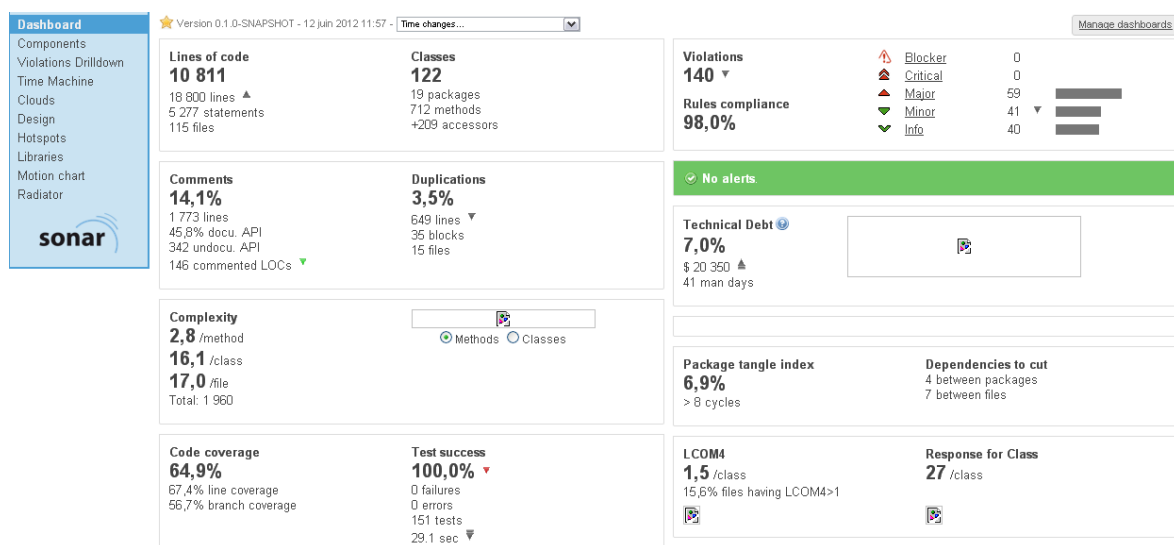 Dashboard
Components
Violations Drilldown
Time Machine
Clouds
Design
Hotspots
Libraries
Motion chart
Radiator
sonar
Version 0.1.0-SNAPSHOT - 12 juin 2012 11:57 - Time changes...
Manage dashboards
Lines of code
10 811
18 800 lines
5 277 statements
115 files
Classes
122
19 packages
712 methods
+209 accessors
Comments
14,1%
1 773 lines
45,8% docu. API
342 undocu. API
146 commented LOCs
Duplications
3,5%
649 lines
35 blocks
15 files
Complexity
2,8 /method
16,1 /class
17,0 /file
Total: 1 960
Methods Classes
Code coverage
64,9%
67,4% line coverage
56,7% branch coverage
Test success
100,0%
0 failures
0 errors
151 tests
29.1 sec
Violations
140
Rules compliance
98,0%
Blocker 0
Critical 0
Major 59
Minor 41
Info 40
No alerts.
Technical Debt
7,0%
$ 20 350
41 man days
Package tangle index
6,9%
> 8 cycles
Dependencies to cut
4 between packages
7 between files
LCOM4
1,5 /class
15,6% files having LCOM4>1
Response for Class
27 /class